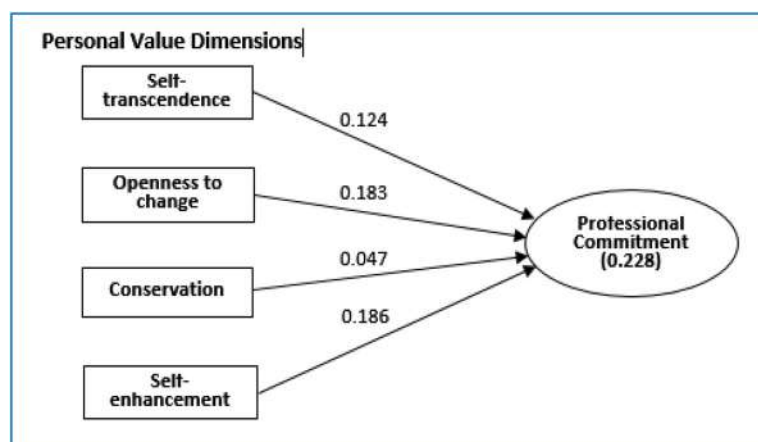 Personal Value Dimensions
Self-
transcendence
0.124
Openness to
change
0.183
Professional
Commitment
(0.228)
0.047
Conservation
0.186
Self-
enhancement